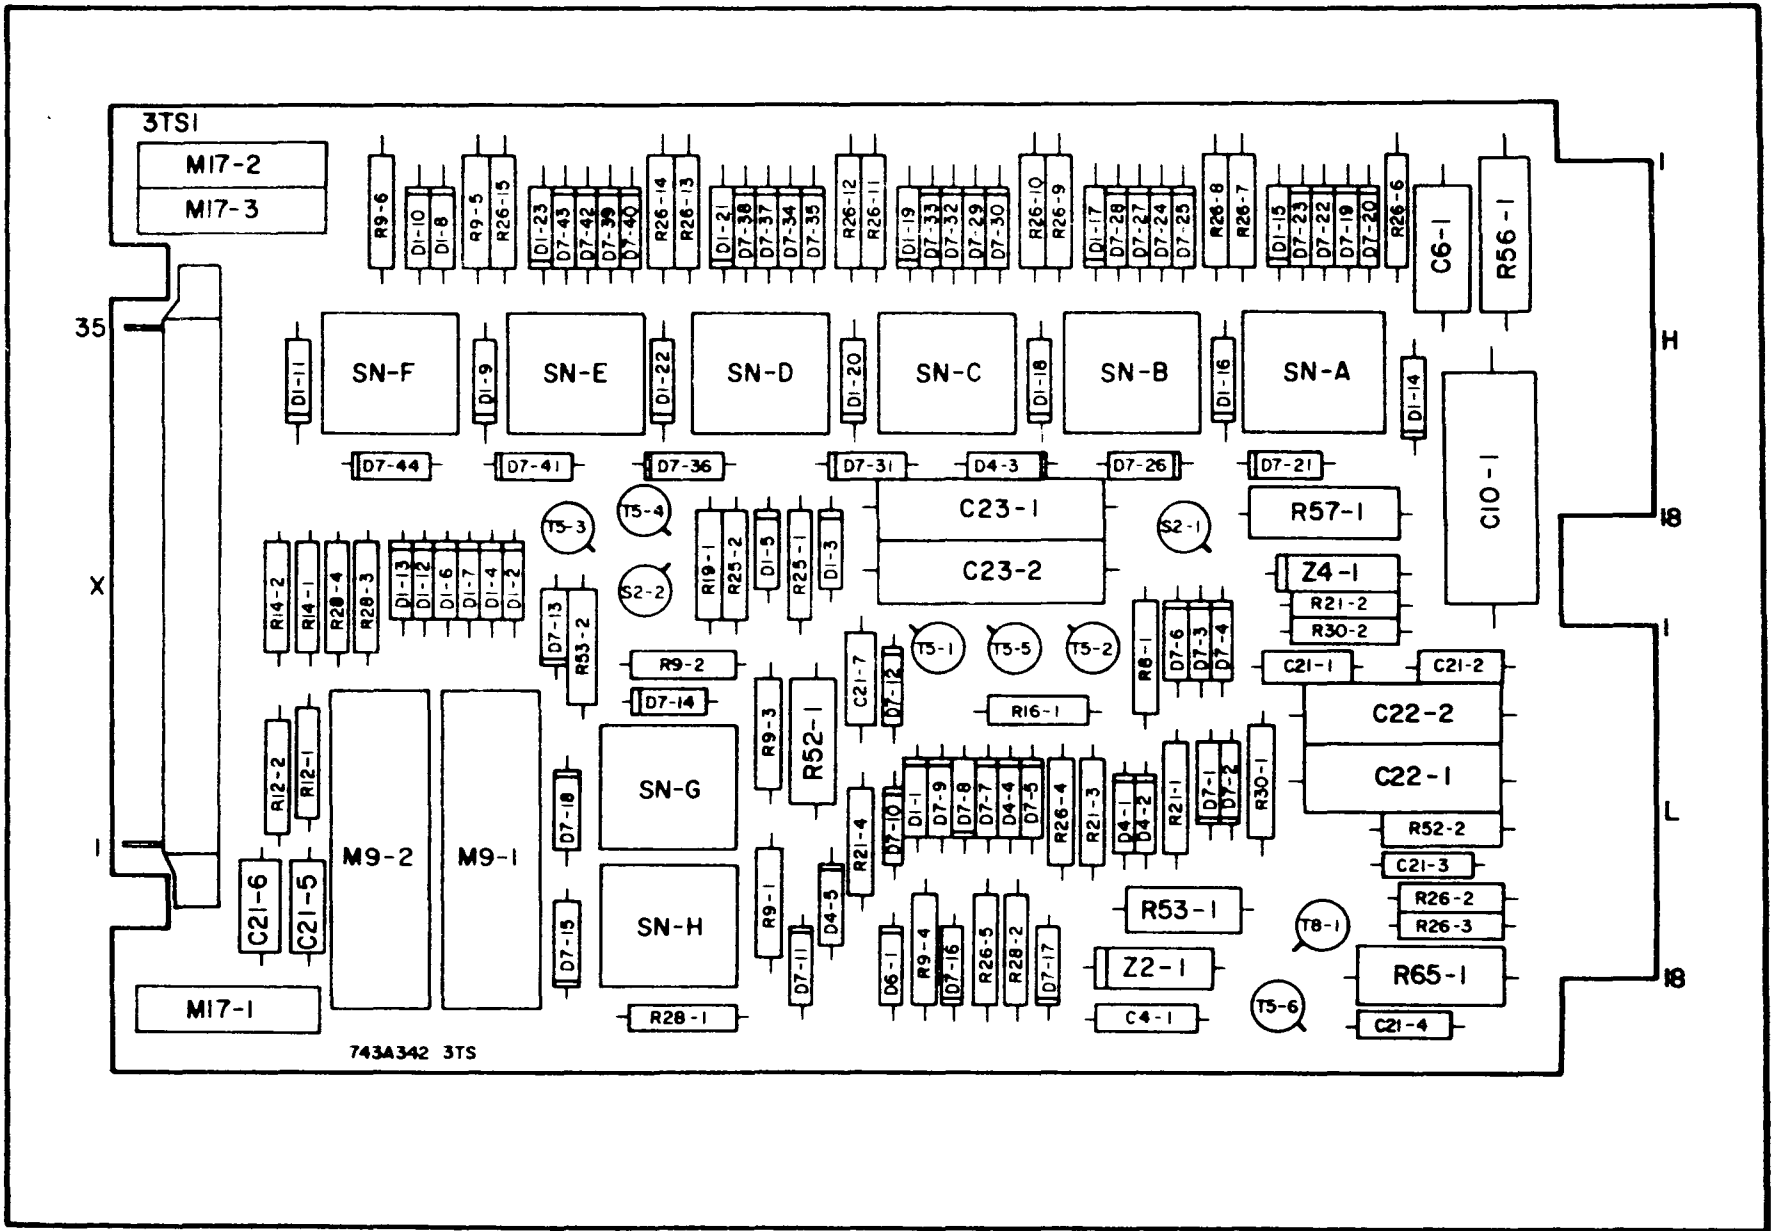 3TS1
M17-2
M17-3
R9-6
D1-10
D1-8
R9-5
R26-15
D1-23
D7-43
D7-42
D7-39
D7-40
R26-14
R26-13
D1-21
D7-38
D7-37
D7-34
D7-35
R26-12
R26-11
D1-19
D7-33
D7-32
D7-29
D7-30
R26-10
R26-9
D1-17
D7-28
D7-27
D7-24
D7-25
R26-8
R26-7
D1-15
D7-23
D7-22
D7-19
D7-20
R26-6
C6-1
R56-1
1
35
H
D1-11
SN-F
D1-9
SN-E
D1-22
SN-D
D1-20
SN-C
D1-18
SN-B
D1-16
SN-A
D1-14
C10-1
D7-44
D7-41
D7-36
D7-31
D4-3
D7-26
D7-21
T5-3
T5-4
S2-2
R19-1
R25-2
D1-5
R25-1
D1-3
C23-1
C23-2
S2-1
R57-1
18
X
R14-2
R14-1
R28-4
R28-3
D1-13
D1-12
D1-6
D1-7
D1-4
D1-2
D7-13
R53-2
Z4-1
R21-2
R30-2
1
R9-2
D7-14
R9-3
R52-1
C21-7
D7-12
T5-1
T5-5
T5-2
R16-1
R8-1
D7-6
D7-3
D7-4
C21-1
C21-2
C22-2
C22-1
R12-2
R12-1
M9-2
M9-1
D7-18
SN-G
R21-4
D7-10
D1-1
D7-9
D7-8
D7-7
D4-4
D7-5
R26-4
R21-3
D4-1
D4-2
R21-1
D7-1
D7-2
R30-1
R52-2
L
1
C21-3
C21-6
C21-5
D7-15
SN-H
R9-1
D7-11
D4-5
D6-1
R9-4
D7-16
R26-5
R28-2
D7-17
R53-1
Z2-1
C4-1
T8-1
T5-6
R26-2
R26-3
R65-1
18
C21-4
M17-1
R28-1
743A342 3TS